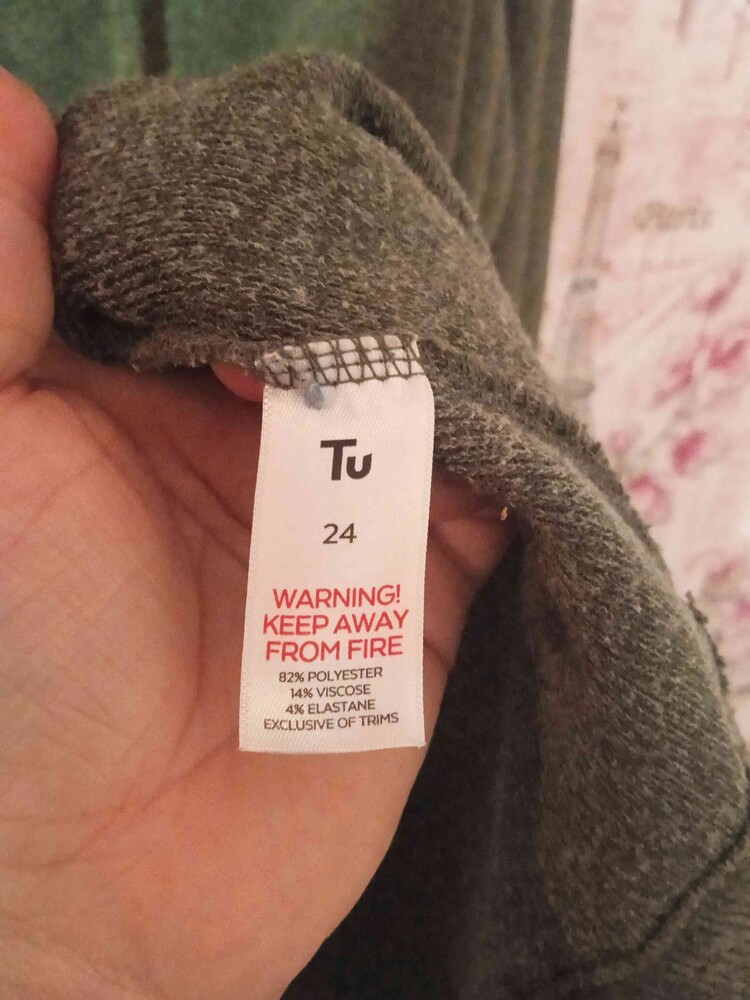 Tu
24
WARNING!
KEEP AWAY
FROM FIRE
82% POLYESTER
14% VISCOSE
4% ELASTANE
EXCLUSIVE OF TRIMS
Paris